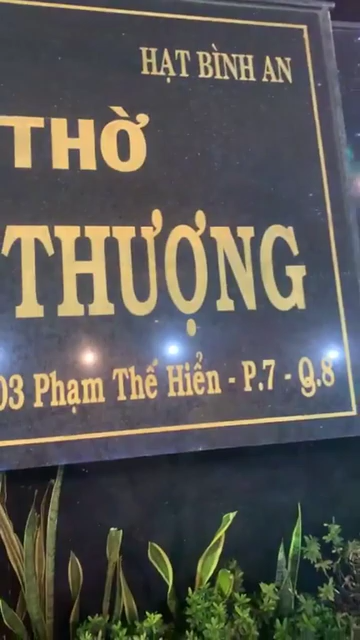 HẠT BÌNH AN
THỜ
THƯỢNG
03 Phạm Thế Hiển - P.7 - Q.8